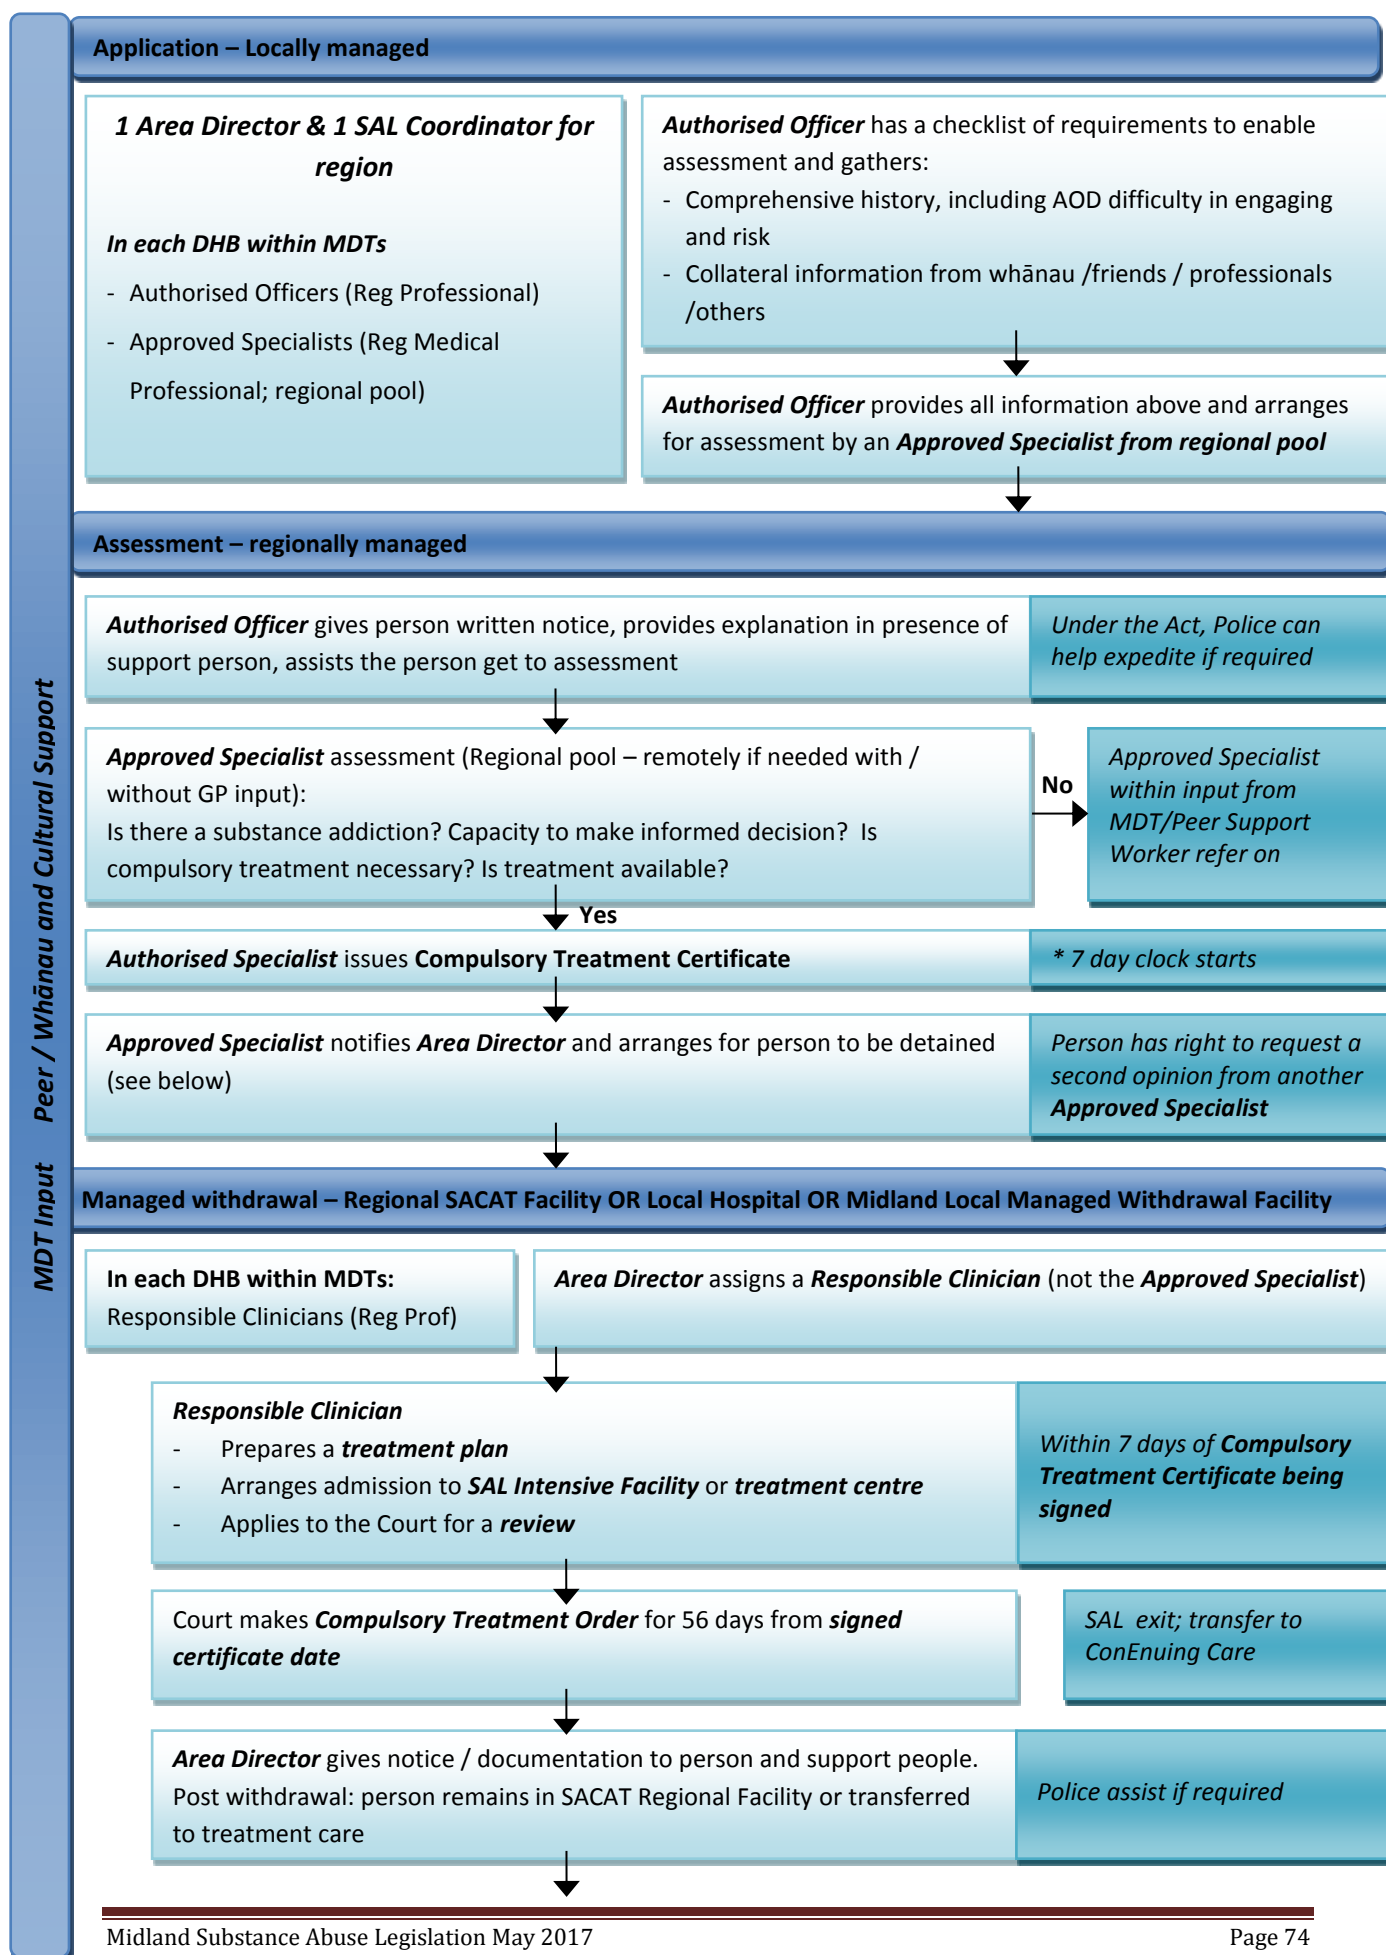 Application – Locally managed
1 Area Director & 1 SAL Coordinator for
region
In each DHB within MDTs
- Authorised Officers (Reg Professional)
- Approved Specialists (Reg Medical
Professional; regional pool)
Authorised Officer has a checklist of requirements to enable
assessment and gathers:
- Comprehensive history, including AOD difficulty in engaging
and risk
- Collateral information from whānau /friends / professionals
/others
Authorised Officer provides all information above and arranges
for assessment by an Approved Specialist from regional pool
Assessment – regionally managed
Authorised Officer gives person written notice, provides explanation in presence of
support person, assists the person get to assessment
Under the Act, Police can
help expedite if required
Approved Specialist assessment (Regional pool – remotely if needed with /
without GP input):
Is there a substance addiction? Capacity to make informed decision?  Is
compulsory treatment necessary? Is treatment available?
No
Approved Specialist
within input from
MDT/Peer Support
Worker refer on
Yes
Authorised Specialist issues Compulsory Treatment Certificate
* 7 day clock starts
Approved Specialist notifies Area Director and arranges for person to be detained
(see below)
Person has right to request a
second opinion from another
Approved Specialist
Managed withdrawal – Regional SACAT Facility OR Local Hospital OR Midland Local Managed Withdrawal Facility
In each DHB within MDTs:
Responsible Clinicians (Reg Prof)
Area Director assigns a Responsible Clinician (not the Approved Specialist)
Responsible Clinician
- Prepares a treatment plan
- Arranges admission to SAL Intensive Facility or treatment centre
- Applies to the Court for a review
Within 7 days of Compulsory
Treatment Certificate being
signed
Court makes Compulsory Treatment Order for 56 days from signed
certificate date
SAL  exit; transfer to
ConEnuing Care
Area Director gives notice / documentation to person and support people.
Post withdrawal: person remains in SACAT Regional Facility or transferred
to treatment care
Police assist if required
MDT Input     Peer / Whānau and Cultural Support
Midland Substance Abuse Legislation May 2017
Page 74